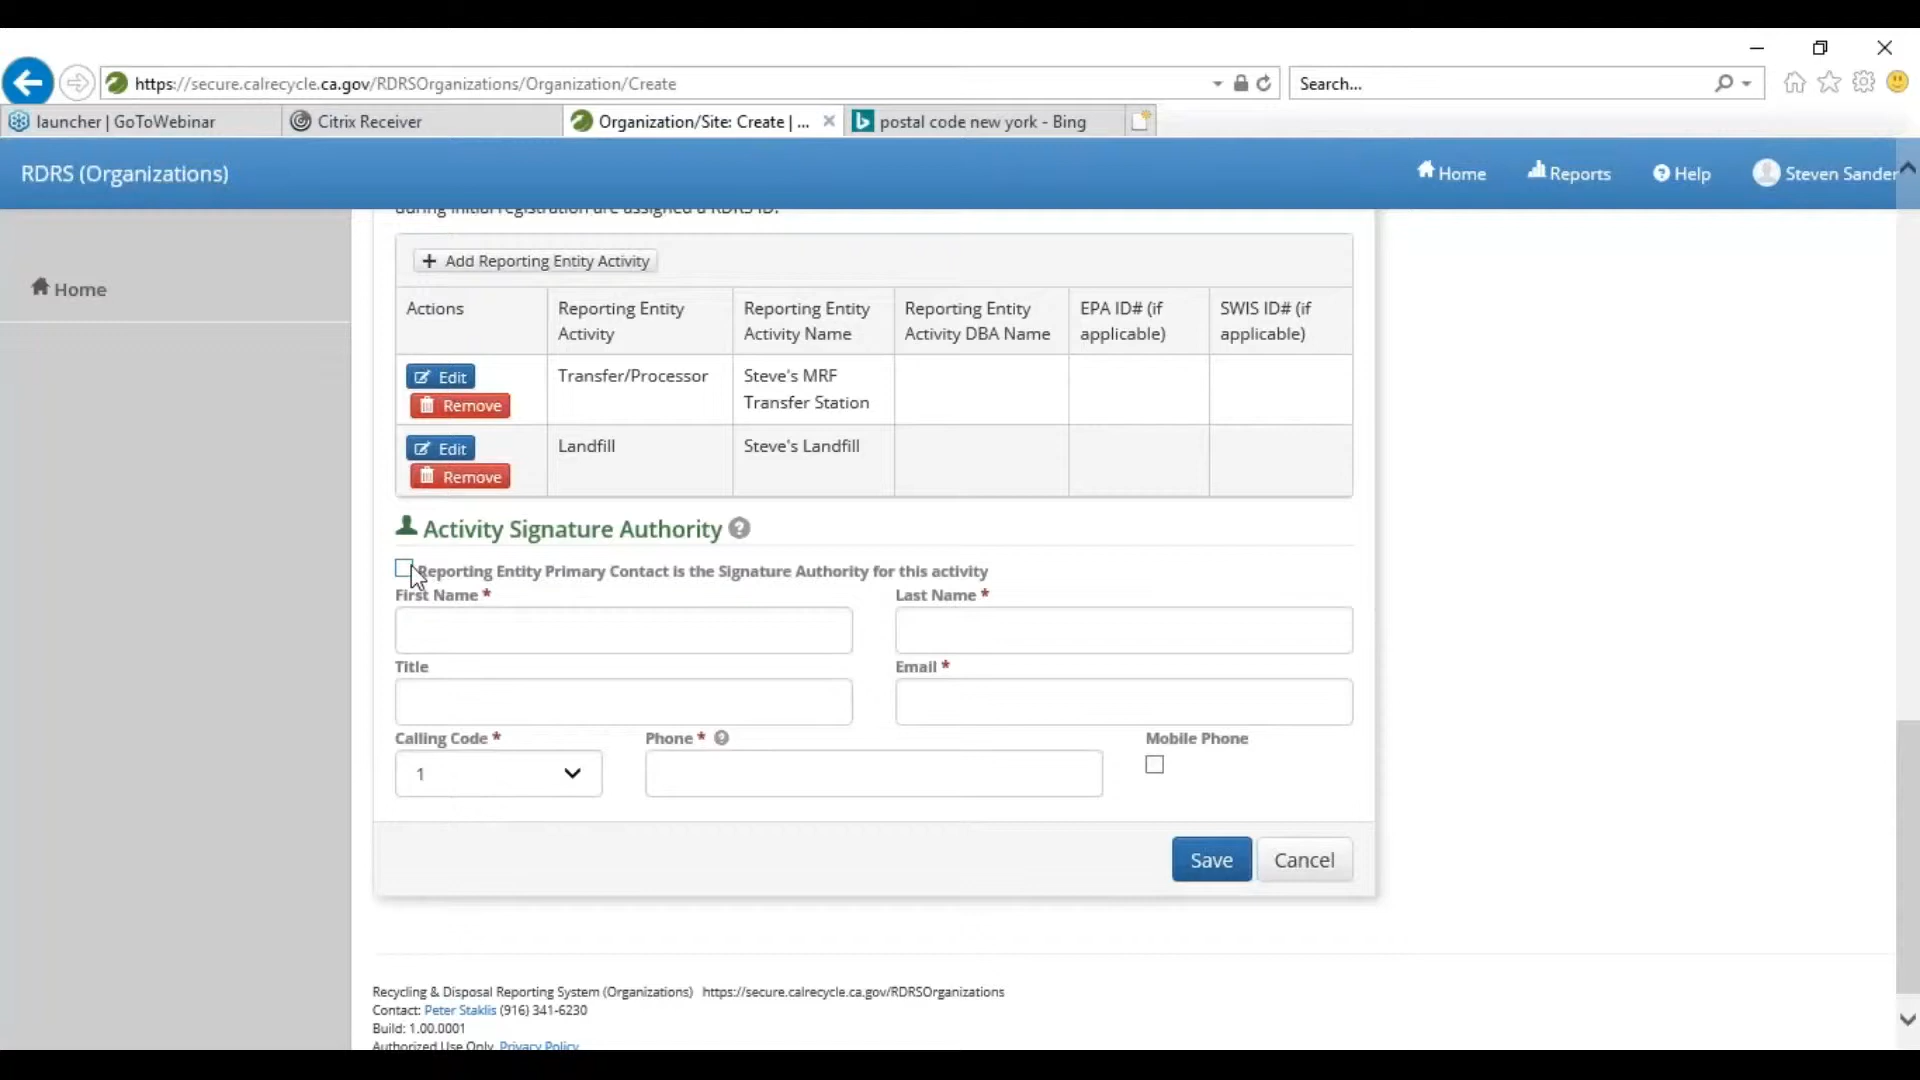 https://secure.calrecycle.ca.gov/RDRSOrganizations/Organization/Create
Search...
launcher | GoToWebinar
Citrix Receiver
Organization/Site: Create | ...
postal code new york - Bing
RDRS (Organizations)
Home
Reports
Help
Steven Sander
Home
during initial registration are assigned a RDRS ID.
Add Reporting Entity Activity
Actions
Reporting Entity Activity
Reporting Entity Activity Name
Reporting Entity Activity DBA Name
EPA ID# (if applicable)
SWIS ID# (if applicable)
Edit
Remove
Transfer/Processor
Steve's MRF Transfer Station
Edit
Remove
Landfill
Steve's Landfill
Activity Signature Authority
Reporting Entity Primary Contact is the Signature Authority for this activity
First Name *
Last Name *
Title
Email *
Calling Code *
Phone *
Mobile Phone
1
Save
Cancel
Recycling & Disposal Reporting System (Organizations) https://secure.calrecycle.ca.gov/RDRSOrganizations
Contact: Peter Staklis (916) 341-6230
Build: 1.00.0001
Authorized Use Only Privacy Policy